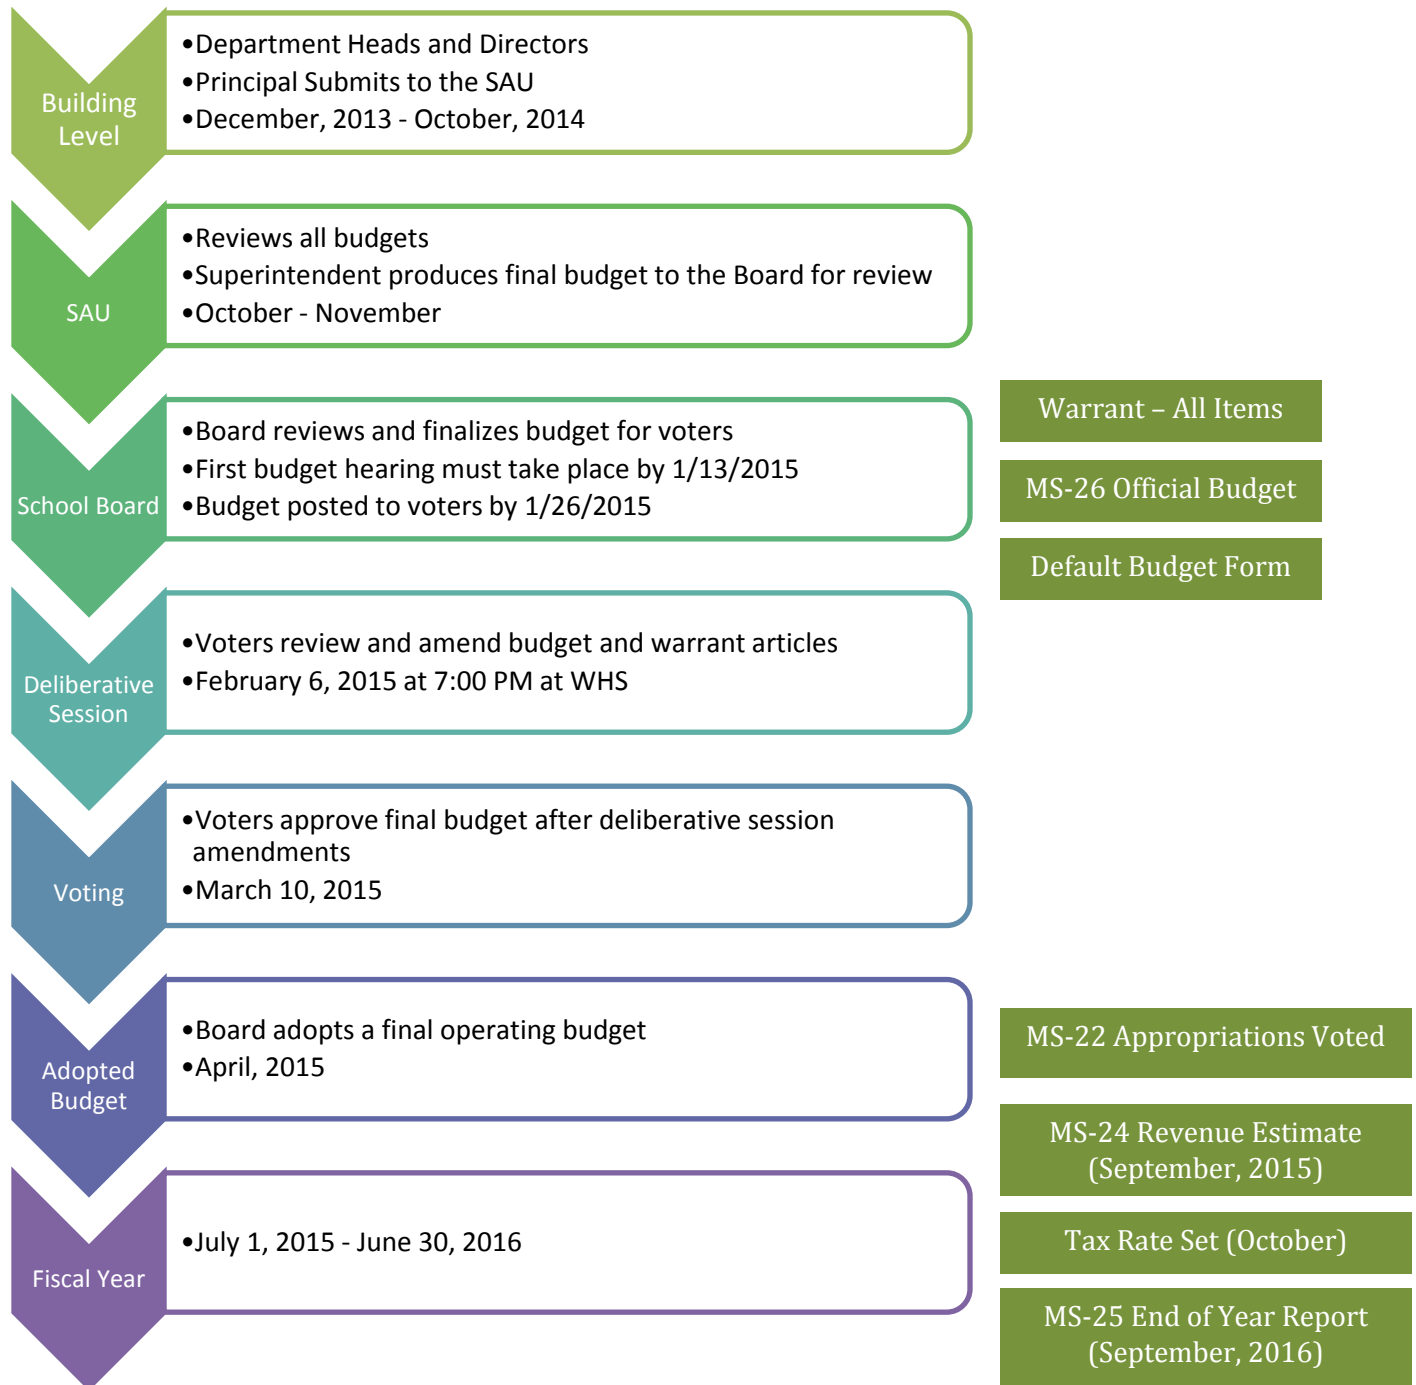 Building
Level
•Department Heads and Directors
•Principal Submits to the SAU
•December, 2013 - October, 2014
SAU
•Reviews all budgets
•Superintendent produces final budget to the Board for review
•October - November
School Board
•Board reviews and finalizes budget for voters
•First budget hearing must take place by 1/13/2015
•Budget posted to voters by 1/26/2015
Warrant – All Items
MS-26 Official Budget
Default Budget Form
Deliberative
Session
•Voters review and amend budget and warrant articles
•February 6, 2015 at 7:00 PM at WHS
Voting
•Voters approve final budget after deliberative session
amendments
•March 10, 2015
Adopted
Budget
•Board adopts a final operating budget
•April, 2015
MS-22 Appropriations Voted
MS-24 Revenue Estimate
(September, 2015)
Fiscal Year
•July 1, 2015 - June 30, 2016
Tax Rate Set (October)
MS-25 End of Year Report
(September, 2016)